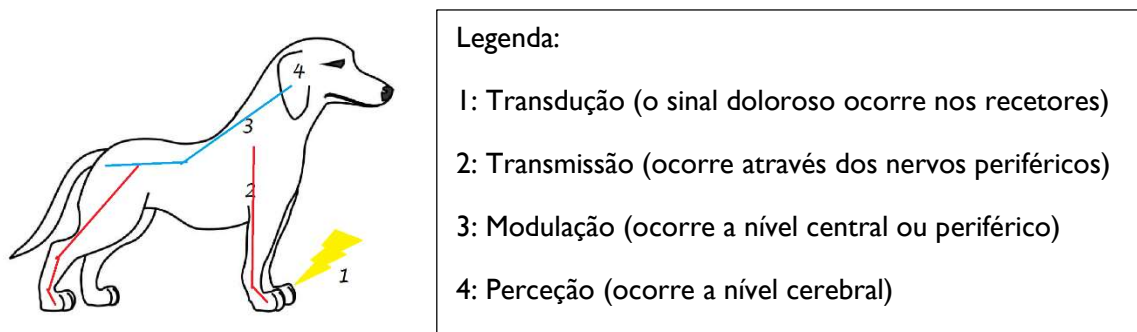 4
3
2
1
Legenda:
1: Transdução (o sinal doloroso ocorre nos recetores)
2: Transmissão (ocorre através dos nervos periféricos)
3: Modulação (ocorre a nível central ou periférico)
4: Perceção (ocorre a nível cerebral)